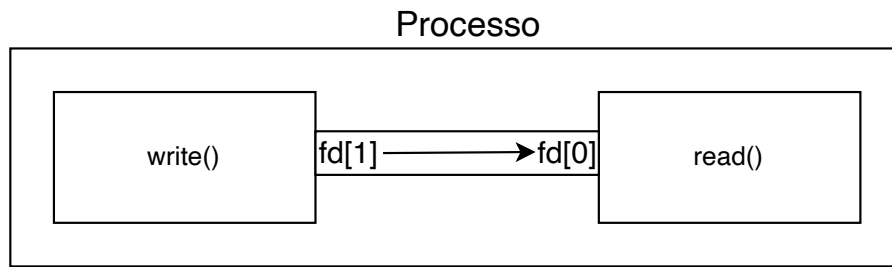 Processo
write()
fd[1]
fd[0]
read()